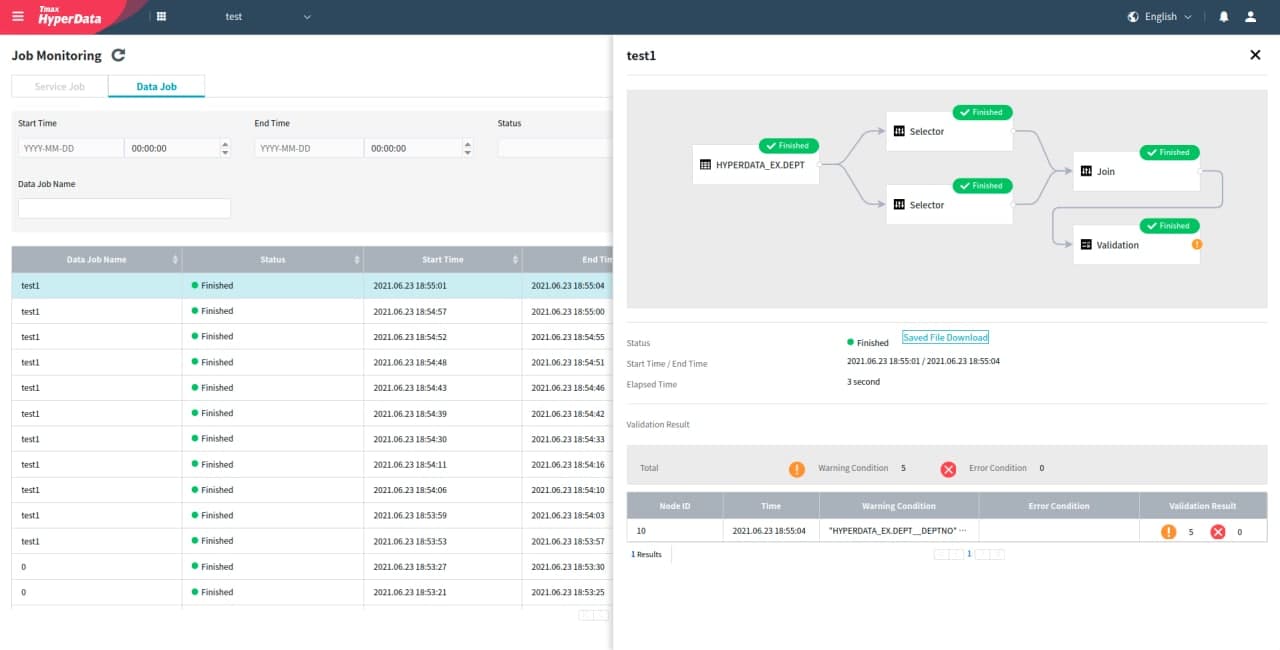 Tmax
HyperData
test
English
Job Monitoring
Service Job
Data Job
Start Time
End Time
Status
YYYY-MM-DD
00:00:00
YYYY-MM-DD
00:00:00
Data Job Name
Data Job Name Status Start Time End Tim
test1 Finished 2021.06.23 18:55:01 2021.06.23 18:55:04
test1 Finished 2021.06.23 18:54:57 2021.06.23 18:55:00
test1 Finished 2021.06.23 18:54:52 2021.06.23 18:54:55
test1 Finished 2021.06.23 18:54:48 2021.06.23 18:54:51
test1 Finished 2021.06.23 18:54:43 2021.06.23 18:54:46
test1 Finished 2021.06.23 18:54:39 2021.06.23 18:54:42
test1 Finished 2021.06.23 18:54:30 2021.06.23 18:54:33
test1 Finished 2021.06.23 18:54:11 2021.06.23 18:54:16
test1 Finished 2021.06.23 18:54:06 2021.06.23 18:54:10
test1 Finished 2021.06.23 18:53:59 2021.06.23 18:54:03
test1 Finished 2021.06.23 18:53:53 2021.06.23 18:53:57
0 Finished 2021.06.23 18:53:27 2021.06.23 18:53:30
0 Finished 2021.06.23 18:53:21 2021.06.23 18:53:25
test1
Finished
HYPERDATA_EX.DEPT
Finished
Selector
Finished
Selector
Finished
Join
Finished
Validation
Status Finished Saved File Download
Start Time / End Time 2021.06.23 18:55:01 / 2021.06.23 18:55:04
Elapsed Time 3 second
Validation Result
Total Warning Condition 5 Error Condition 0
Node ID Time Warning Condition Error Condition Validation Result
10 2021.06.23 18:55:04 "HYPERDATA_EX.DEPT__DEPTNO" ··· 5 0
1 Results 1